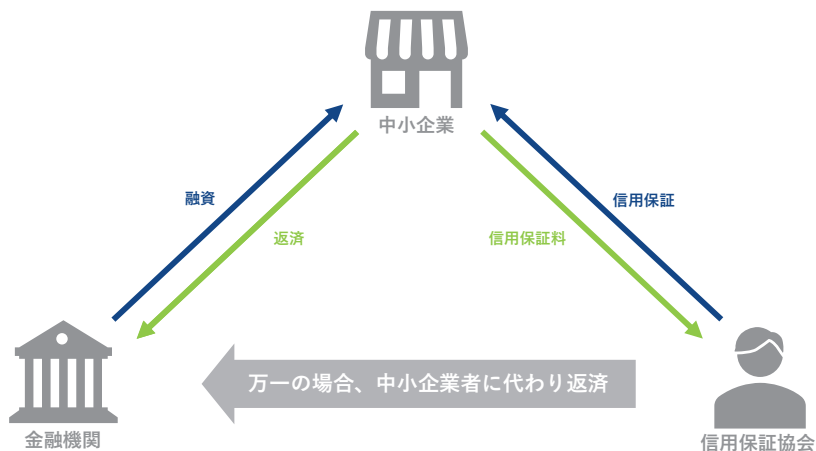 中小企業
融資
信用保証
返済
信用保証料
万一の場合、中小企業者に代わり返済
金融機関
信用保証協会